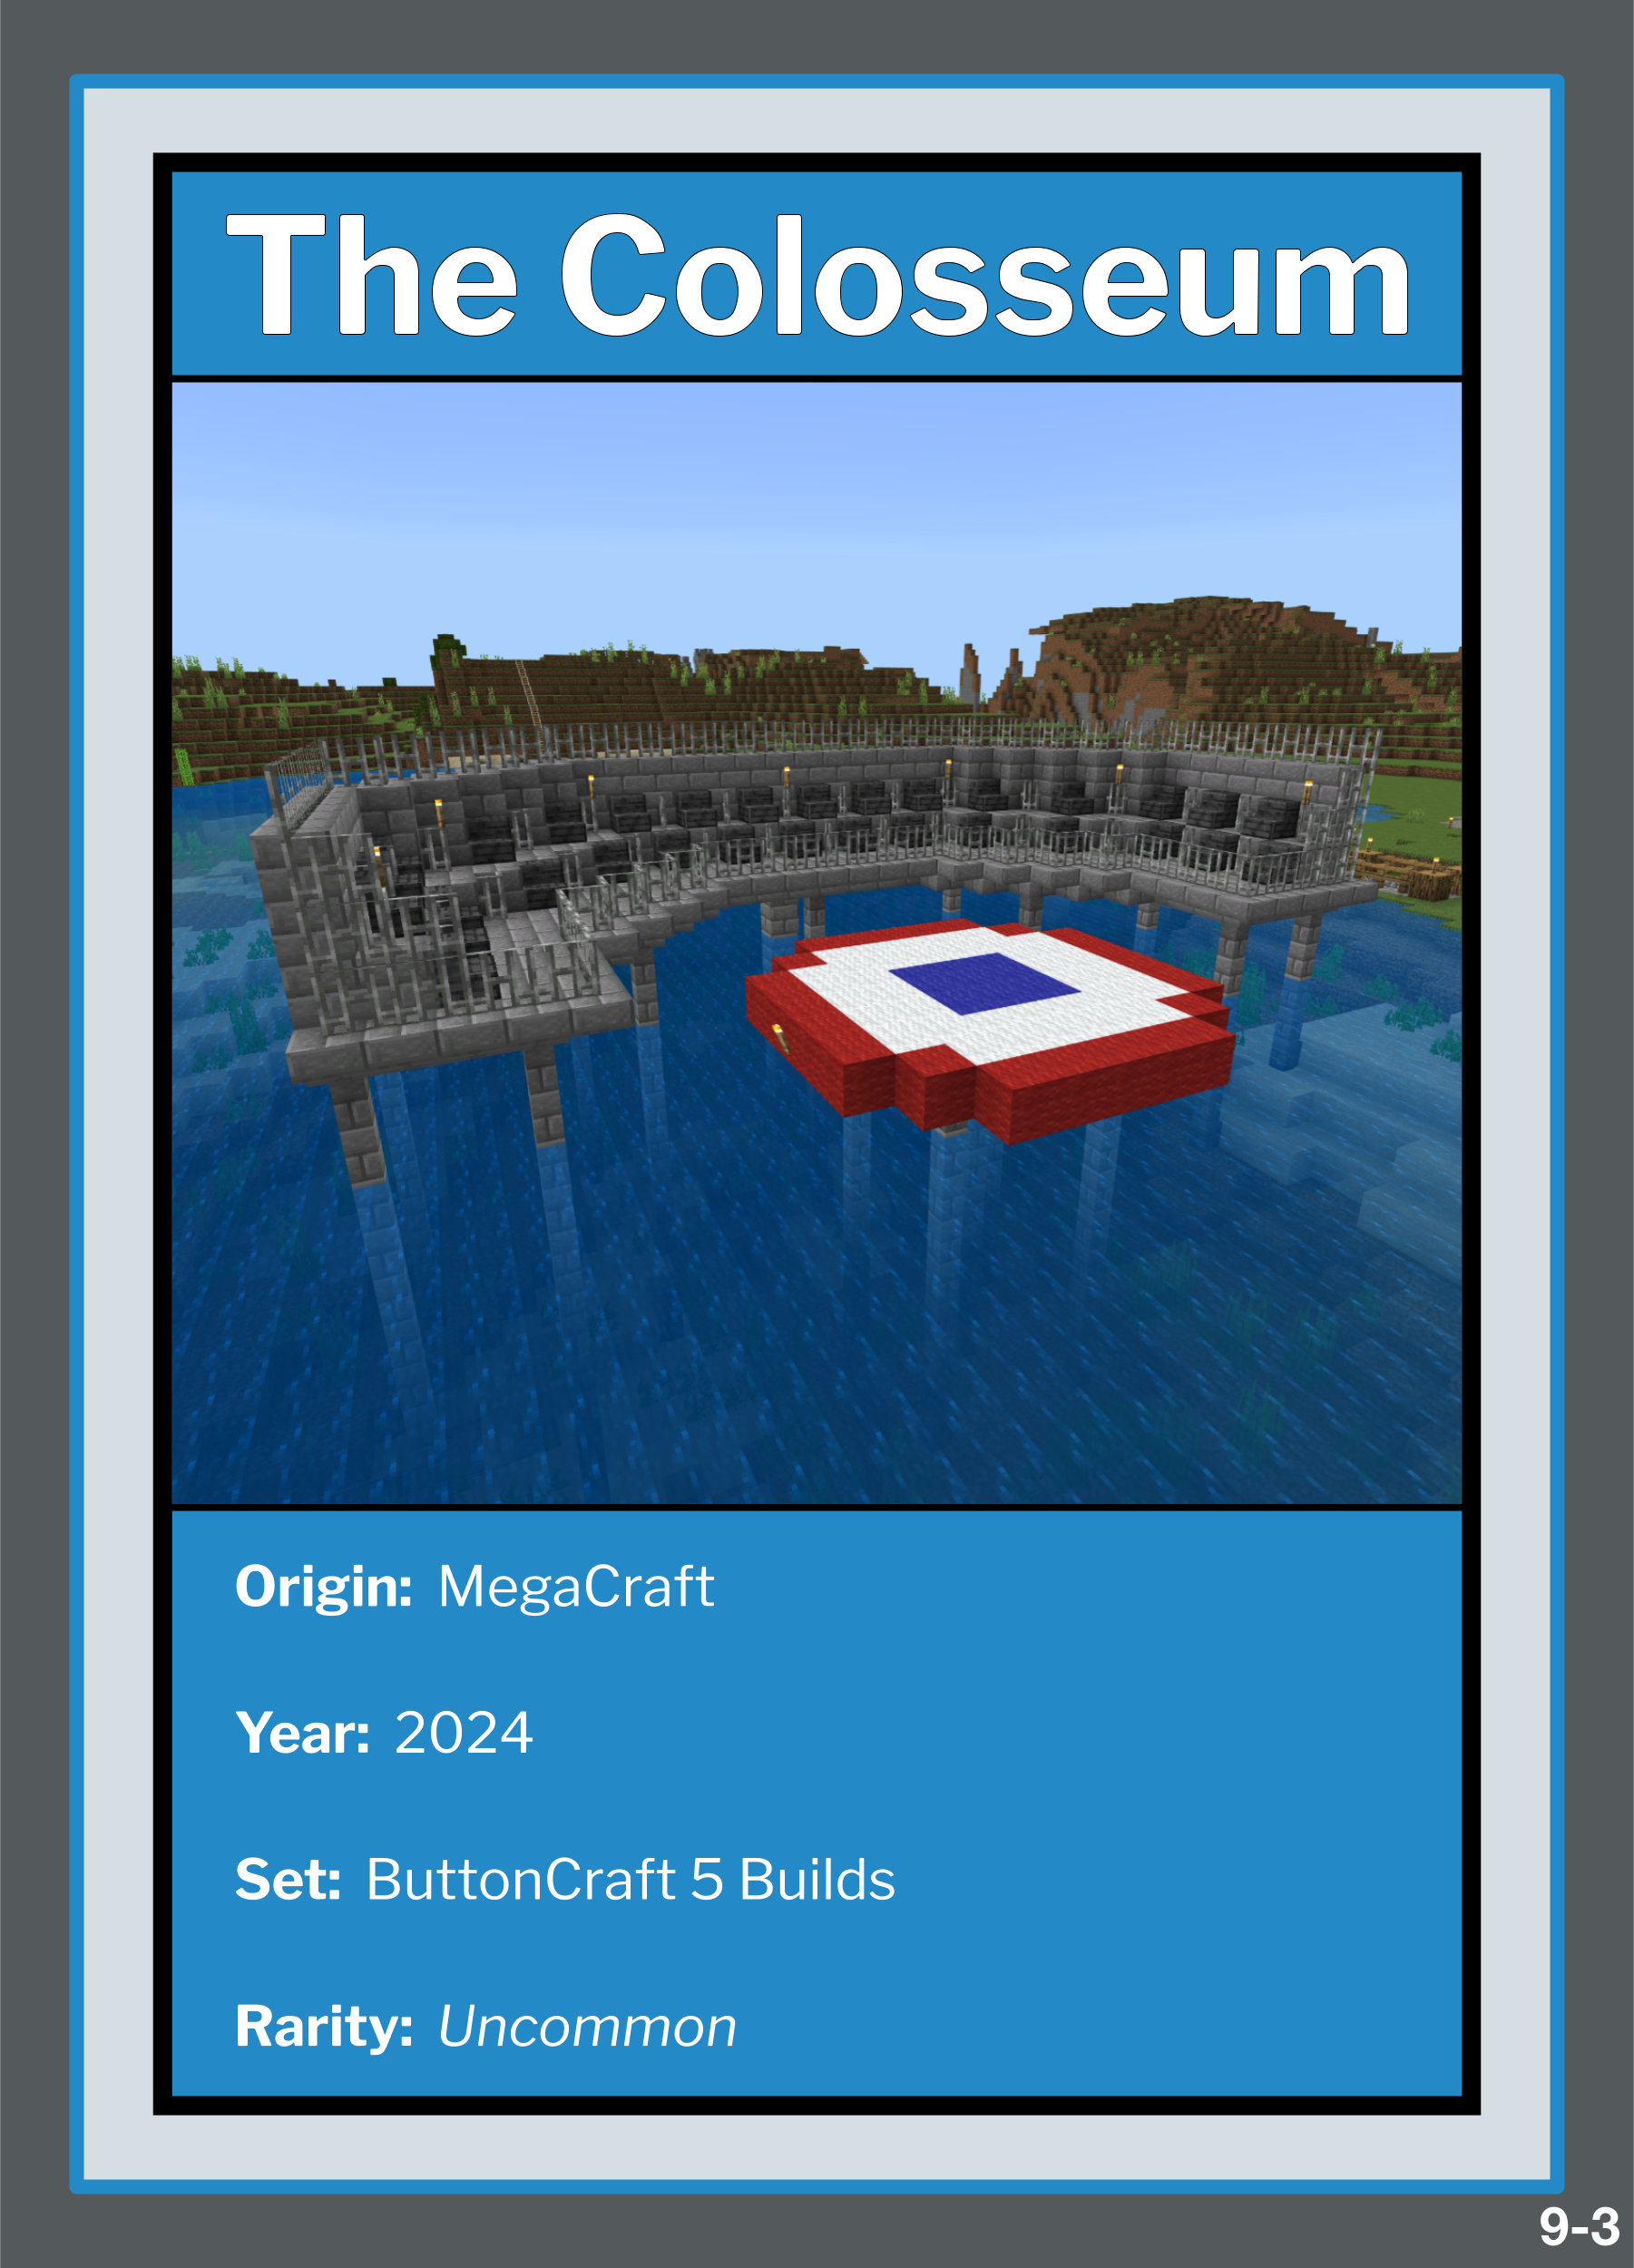 The Colosseum
Origin: MegaCraft
Year: 2024
Set: ButtonCraft 5 Builds
Rarity: Uncommon
9-3